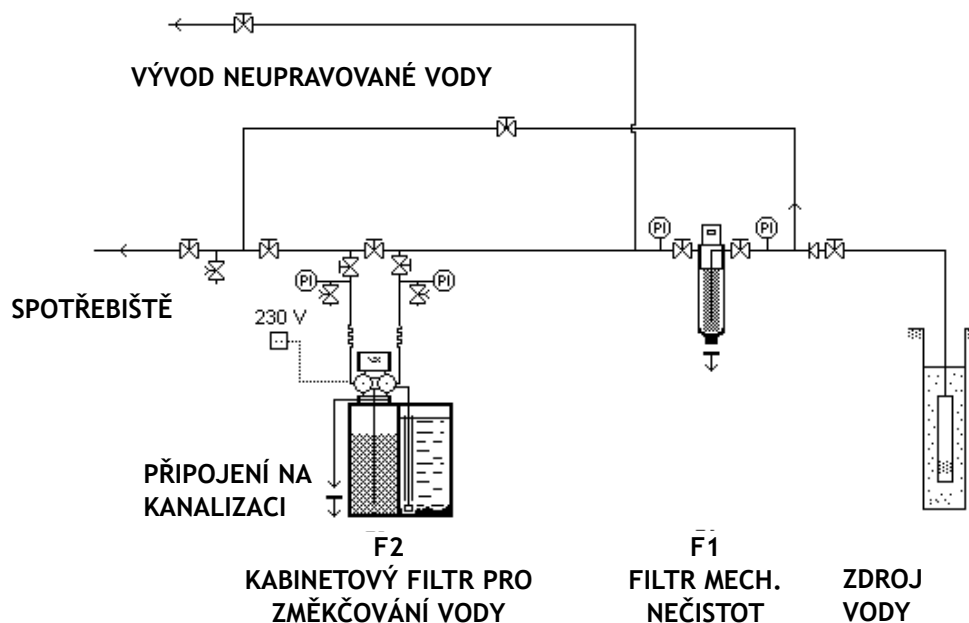 VÝVOD NEUPRAVOVANÉ VODY
PI
PI
SPOTŘEBIŠTĚ
PI
PI
230 V
PŘIPOJENÍ NA
KANALIZACI
F2
KABINETOVÝ FILTR PRO
ZMĚKČOVÁNÍ VODY
F1
FILTR MECH.
NEČISTOT
ZDROJ
VODY